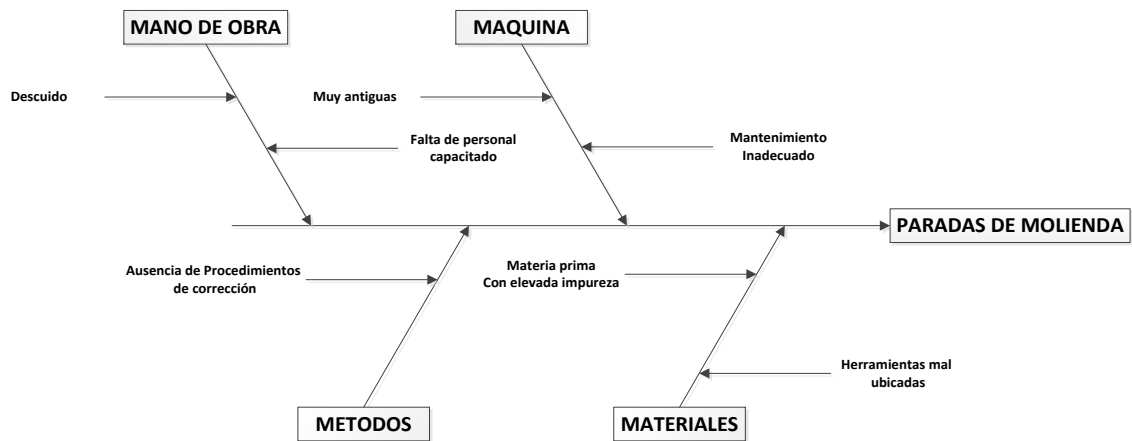 MANO DE OBRA
MAQUINA
Descuido
Muy antiguas
Falta de personal
capacitado
Mantenimiento
Inadecuado
PARADAS DE MOLIENDA
Ausencia de Procedimientos
de corrección
Materia prima
Con elevada impureza
Herramientas mal
ubicadas
METODOS
MATERIALES